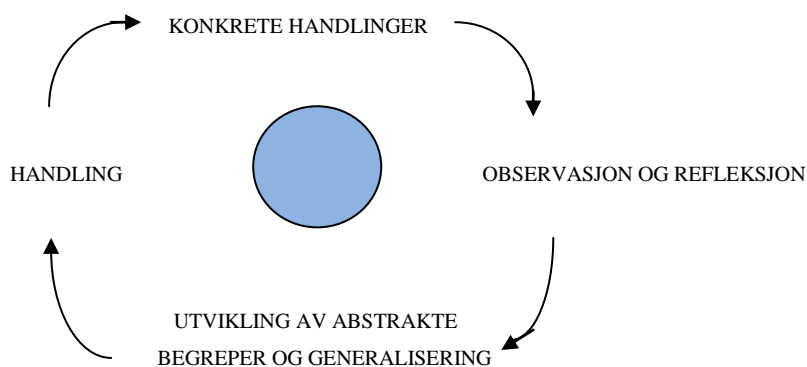 KONKRETE HANDLINGER
HANDLING
OBSERVASJON OG REFLEKSJON
UTVIKLING AV ABSTRAKTE
BEGREPER OG GENERALISERING